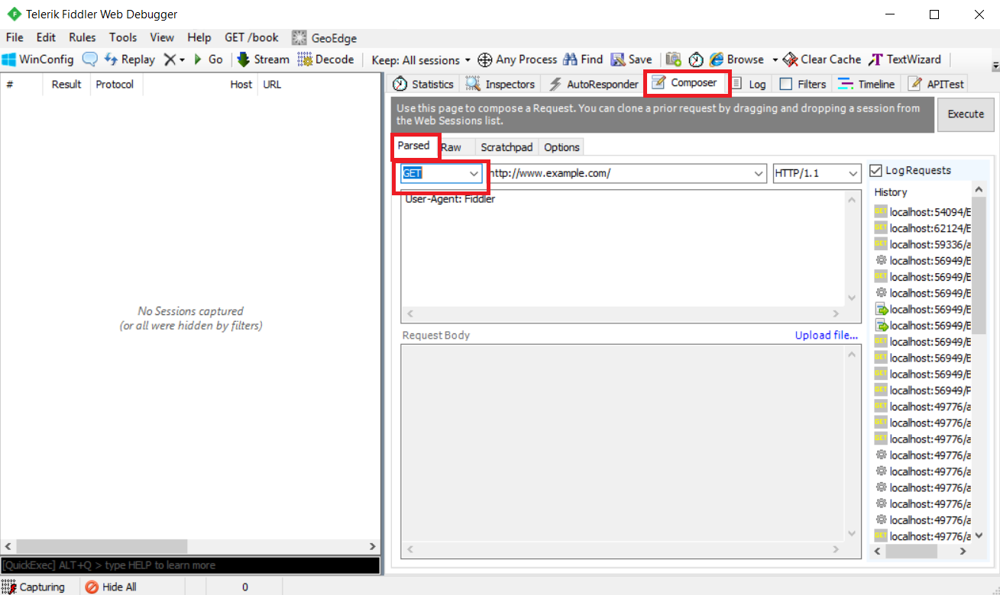 Telerik Fiddler Web Debugger
File Edit Rules Tools View Help GET /book GeoEdge
WinConfig Replay Go Stream Decode Keep: All sessions Any Process Find Save Browse Clear Cache TextWizard
# Result Protocol Host URL
Statistics Inspectors AutoResponder Composer Log Filters Timeline APITest
Use this page to compose a Request. You can clone a prior request by dragging and dropping a session from
the Web Sessions list.
Execute
Parsed Raw Scratchpad Options
GET http://www.example.com/ HTTP/1.1
User-Agent: Fiddler
Request Body Upload file...
Log Requests
History
localhost:54094/E
localhost:62124/E
localhost:59336/a
localhost:56949/E
localhost:56949/E
localhost:56949/E
localhost:56949/E
localhost:56949/E
localhost:56949/E
localhost:56949/E
localhost:56949/E
localhost:56949/P
localhost:49776/a
localhost:49776/a
localhost:49776/a
localhost:49776/a
localhost:49776/a
localhost:49776/a
localhost:49776/a
localhost:49776/a
localhost:49776/a
No Sessions captured
(or all were hidden by filters)
[QuickExec] ALT+Q > type HELP to learn more
Capturing Hide All 0